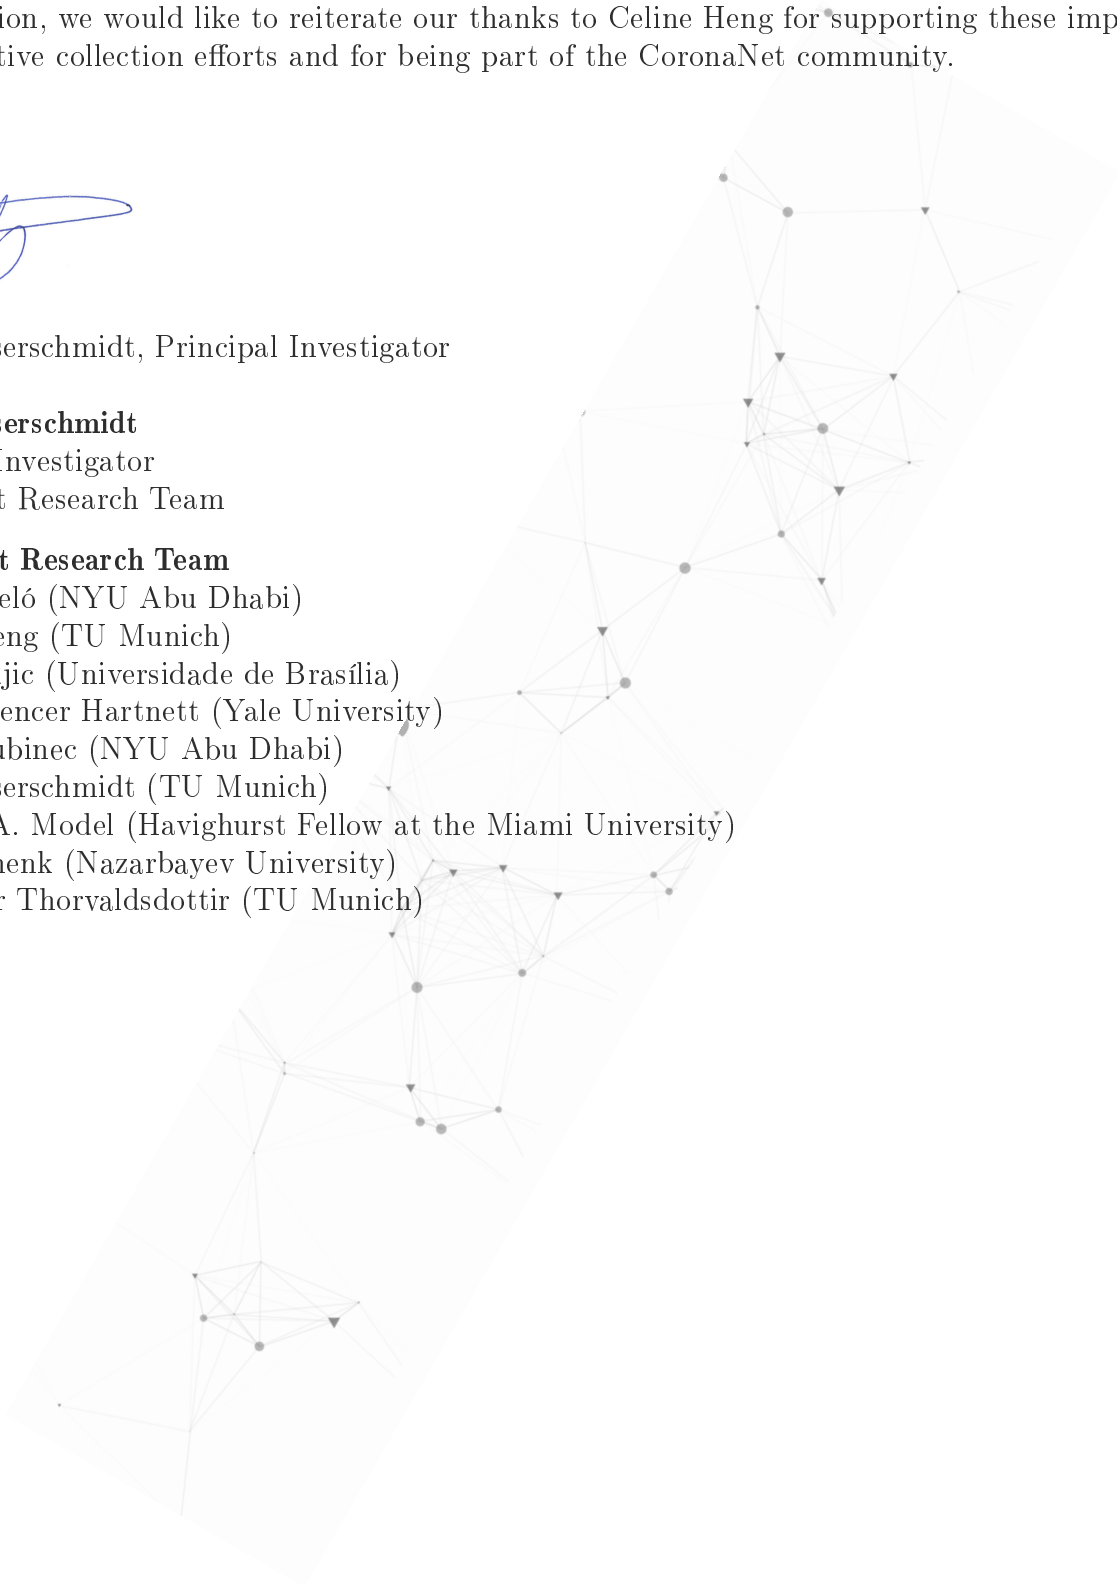 ion, we would like to reiterate our thanks to Celine Heng for supporting these imp
tive collection efforts and for being part of the CoronaNet community.
serschmidt, Principal Investigator
serschmidt
Investigator
t Research Team
t Research Team
eló (NYU Abu Dhabi)
eng (TU Munich)
jic (Universidade de Brasília)
encer Hartnett (Yale University)
ubinec (NYU Abu Dhabi)
serschmidt (TU Munich)
A. Model (Havighurst Fellow at the Miami University)
henk (Nazarbayev University)
r Thorvaldsdottir (TU Munich)